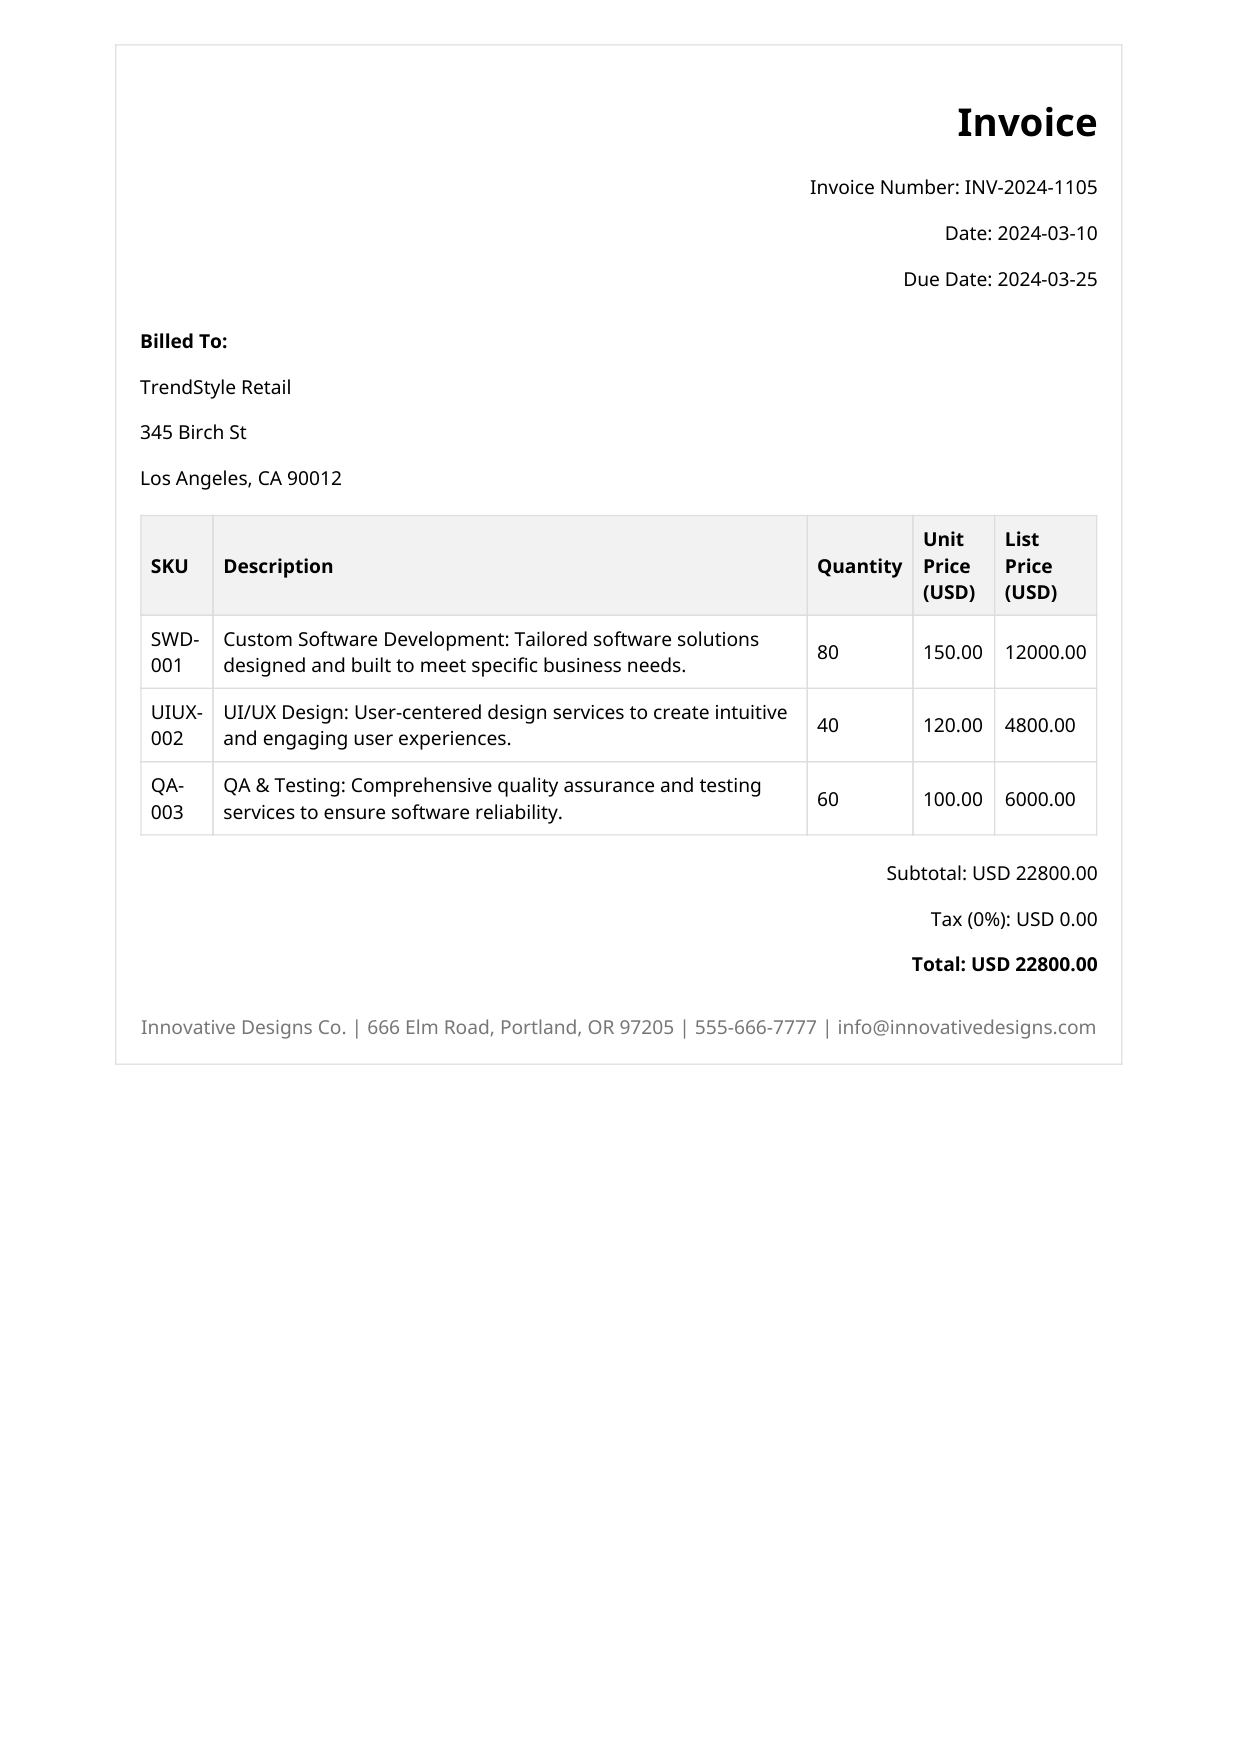 Invoice
Invoice Number: INV-2024-1105
Date: 2024-03-10
Due Date: 2024-03-25
Billed To:
TrendStyle Retail
345 Birch St
Los Angeles, CA 90012
SKU Description Quantity Unit Price (USD) List Price (USD)
SWD-001 Custom Software Development: Tailored software solutions designed and built to meet specific business needs. 80 150.00 12000.00
UIUX-002 UI/UX Design: User-centered design services to create intuitive and engaging user experiences. 40 120.00 4800.00
QA-003 QA & Testing: Comprehensive quality assurance and testing services to ensure software reliability. 60 100.00 6000.00
Subtotal: USD 22800.00
Tax (0%): USD 0.00
Total: USD 22800.00
Innovative Designs Co. | 666 Elm Road, Portland, OR 97205 | 555-666-7777 | info@innovativedesigns.com